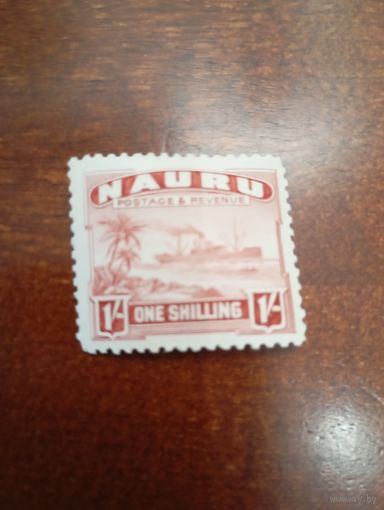 NAURU
POSTAGE & REVENUE
1/- ONE SHILLING 1/-